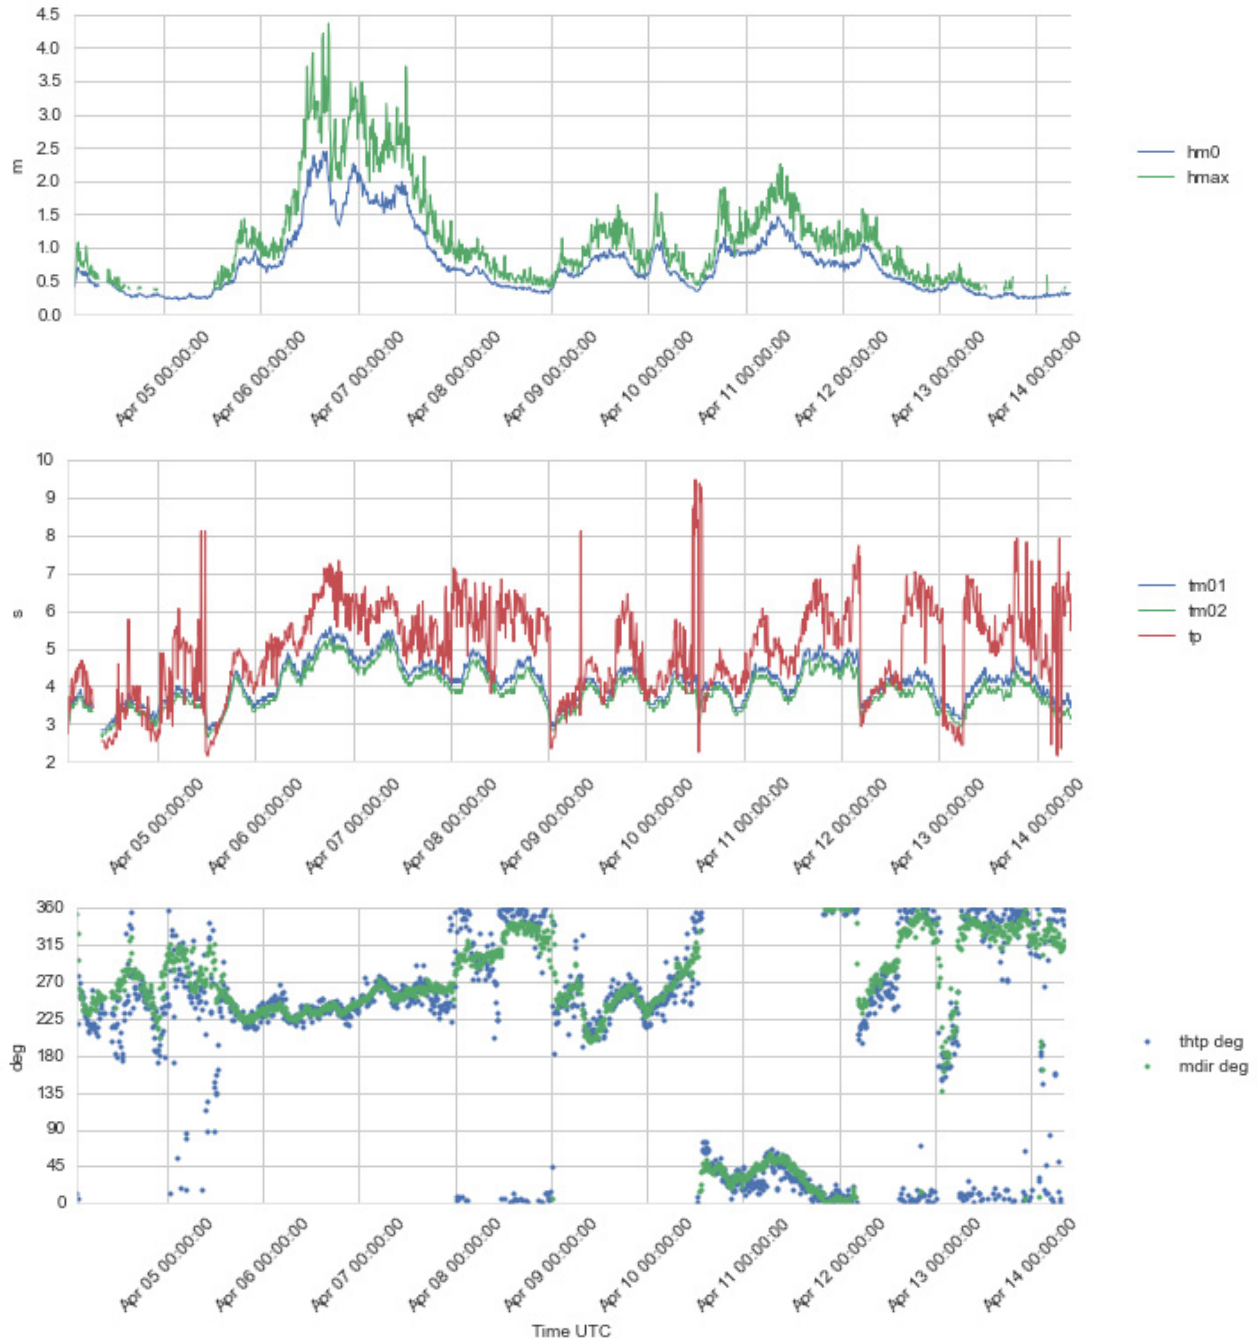 4.5
4.0
3.5
3.0
2.5
2.0
1.5
1.0
0.5
0.0
m
hm0
hmax
Apr 05 00:00:00
Apr 06 00:00:00
Apr 07 00:00:00
Apr 08 00:00:00
Apr 09 00:00:00
Apr 10 00:00:00
Apr 11 00:00:00
Apr 12 00:00:00
Apr 13 00:00:00
Apr 14 00:00:00
10
9
8
7
6
5
4
3
2
s
tm01
tm02
tp
Apr 05 00:00:00
Apr 06 00:00:00
Apr 07 00:00:00
Apr 08 00:00:00
Apr 09 00:00:00
Apr 10 00:00:00
Apr 11 00:00:00
Apr 12 00:00:00
Apr 13 00:00:00
Apr 14 00:00:00
360
315
270
225
180
135
90
45
0
deg
thtp deg
mdir deg
Apr 05 00:00:00
Apr 06 00:00:00
Apr 07 00:00:00
Apr 08 00:00:00
Apr 09 00:00:00
Apr 10 00:00:00
Apr 11 00:00:00
Apr 12 00:00:00
Apr 13 00:00:00
Apr 14 00:00:00
Time UTC